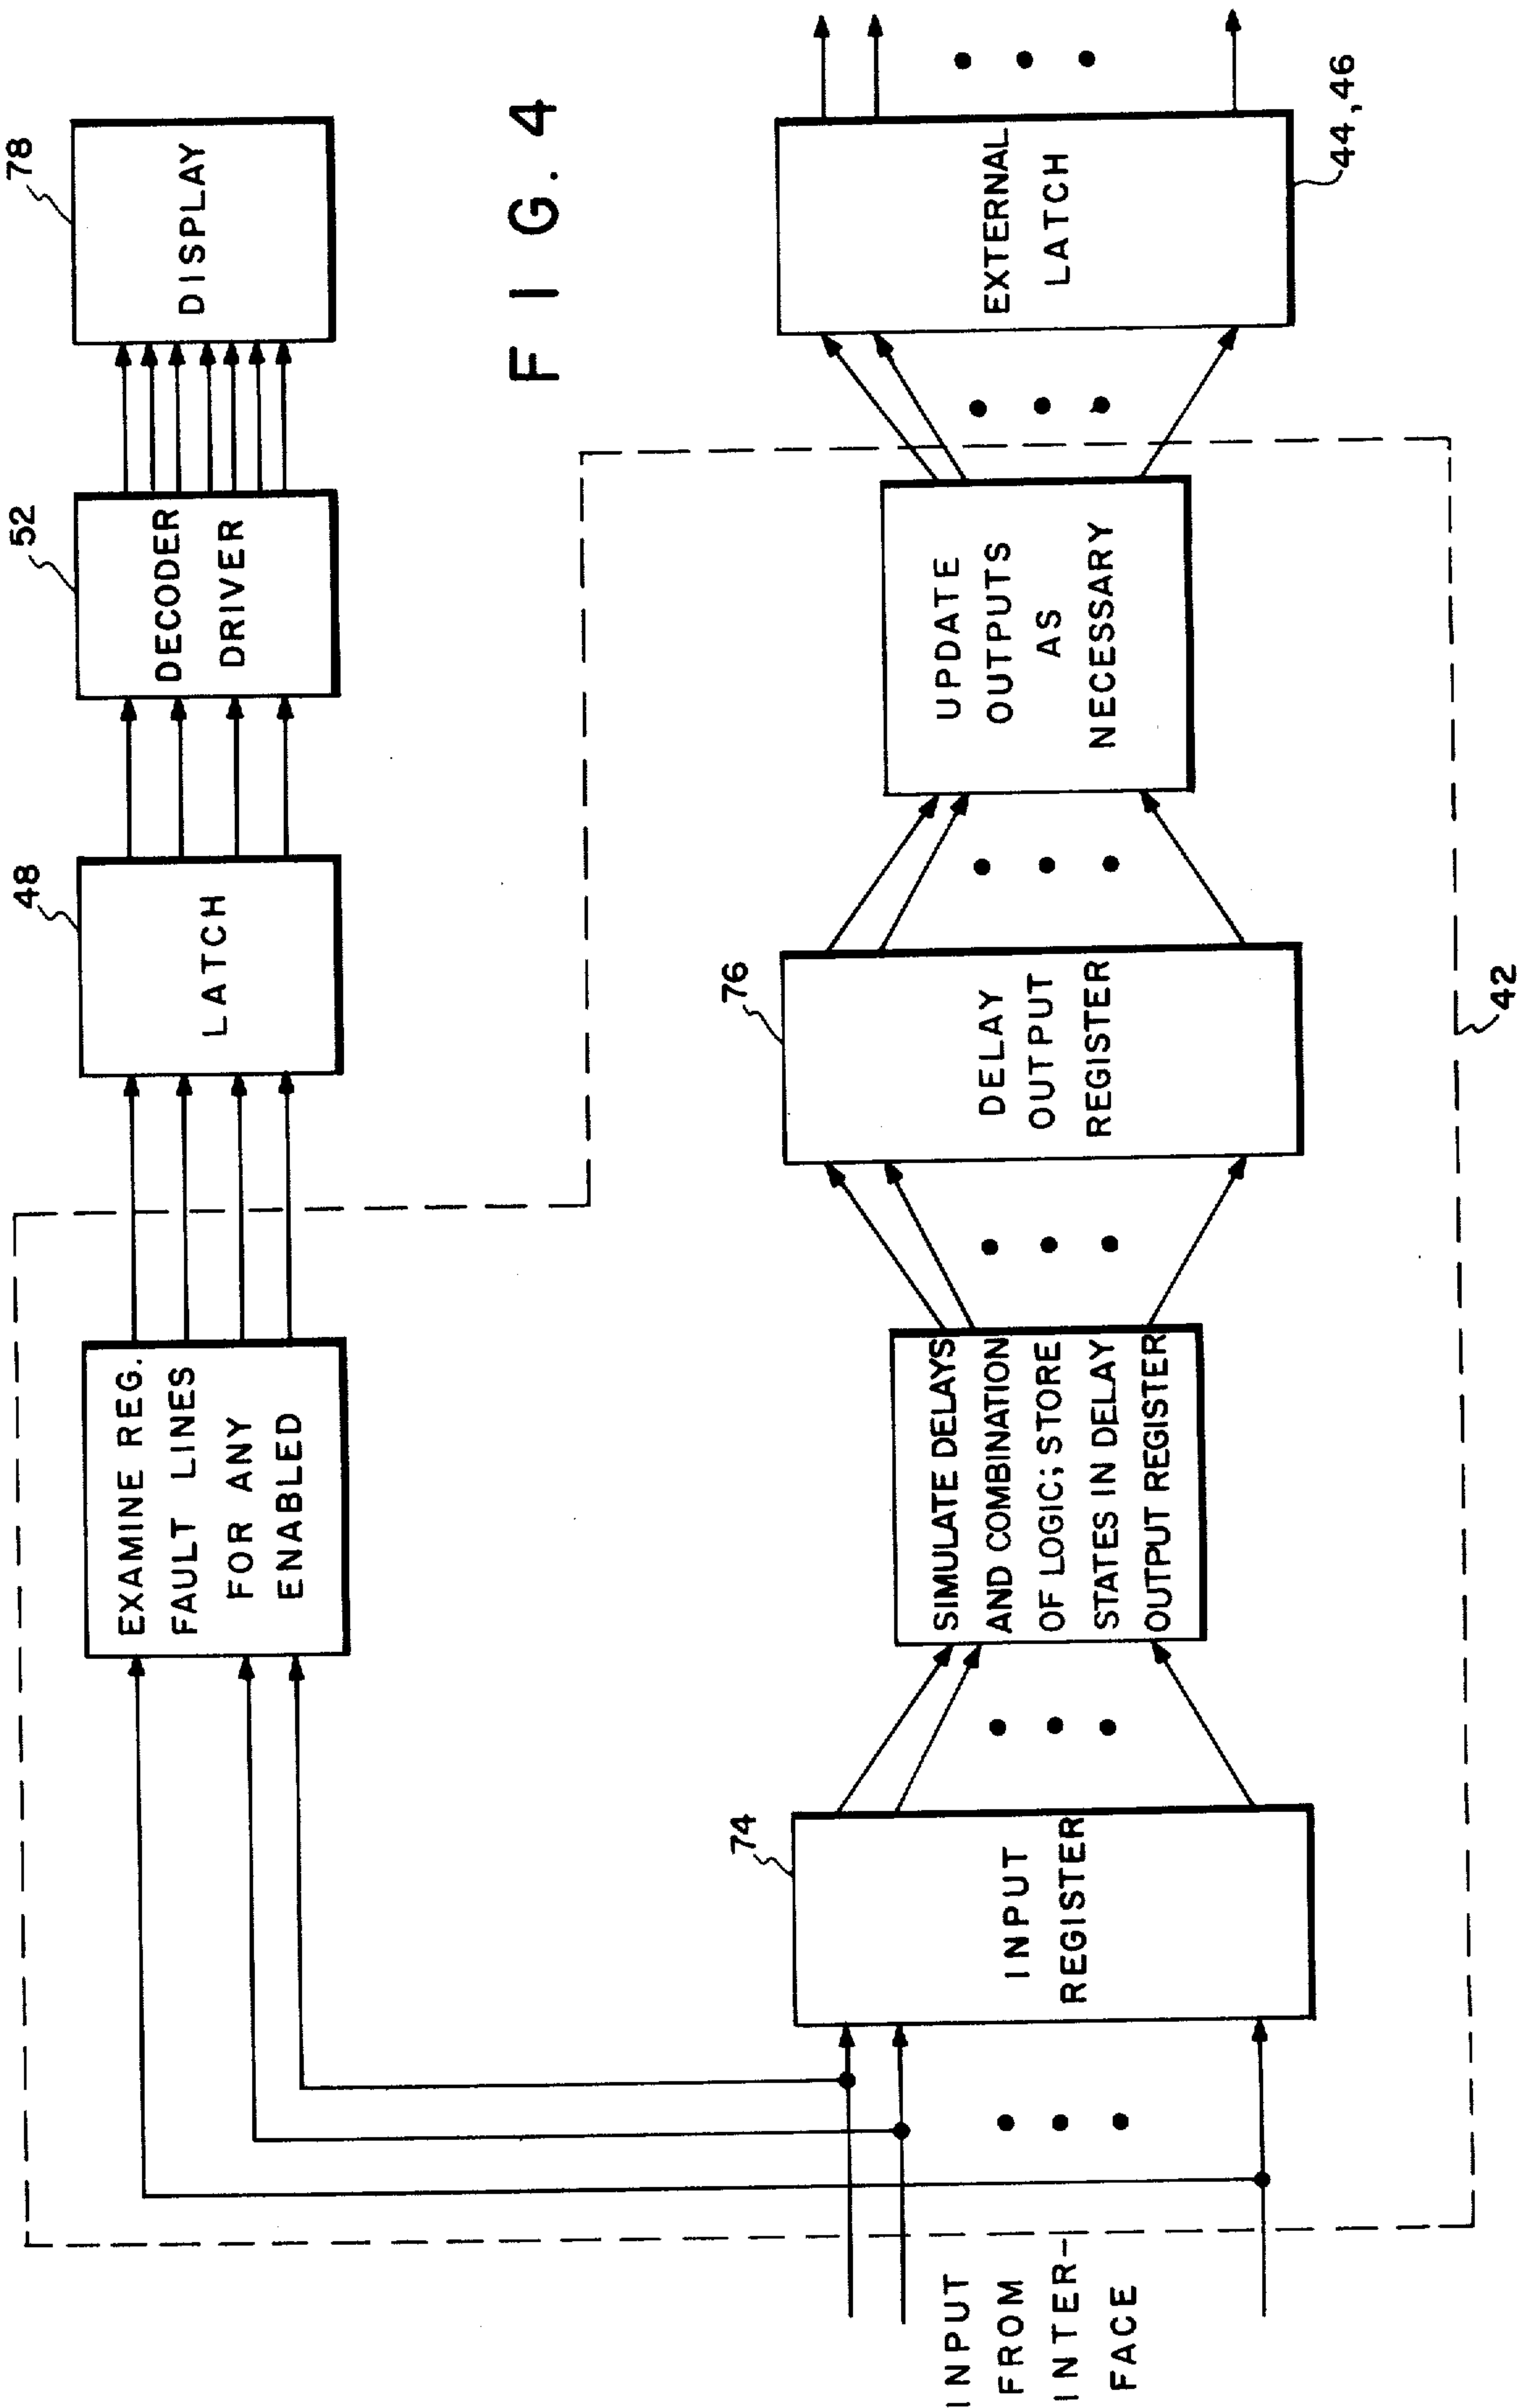 78
DISPLAY
52
DECODER
DRIVER
48
LATCH
EXAMINE REG.
FAULT LINES
FOR ANY
ENABLED
FIG. 4
INPUT
FROM
INTER-
FACE
74
INPUT
REGISTER
SIMULATE DELAYS
AND COMBINATION
OF LOGIC; STORE
STATES IN DELAY
OUTPUT REGISTER
76
DELAY
OUTPUT
REGISTER
UPDATE
OUTPUTS
AS
NECESSARY
EXTERNAL
LATCH
44, 46
42